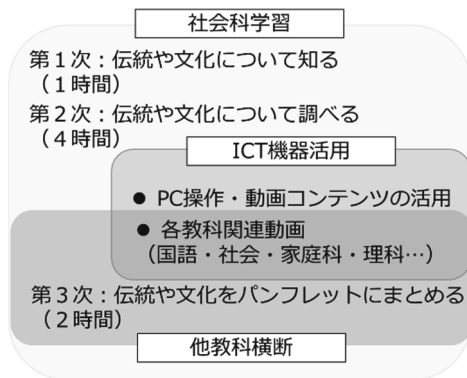 社会科学習
第１次：伝統や文化について知る
（１時間）
第２次：伝統や文化について調べる
（４時間）
ICT機器活用
● PC操作・動画コンテンツの活用
● 各教科関連動画
（国語・社会・家庭科・理科…）
第３次：伝統や文化をパンフレットにまとめる
（２時間）
他教科横断